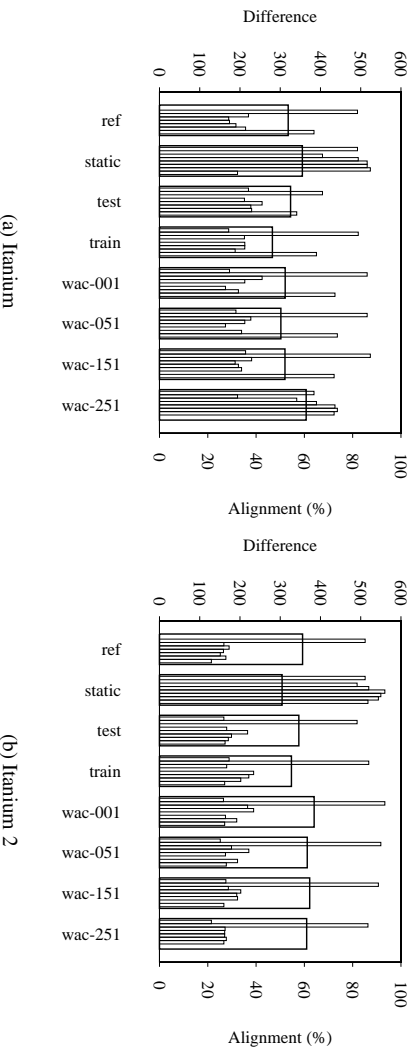 Difference
0 100 200 300 400 500 600
ref
static
test
train
wac-001
wac-051
wac-151
wac-251
0 20 40 60 80 100
Alignment (%)
(a) Itanium
Difference
0 100 200 300 400 500 600
ref
static
test
train
wac-001
wac-051
wac-151
wac-251
0 20 40 60 80 100
Alignment (%)
(b) Itanium 2